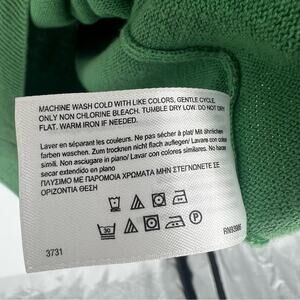 MACHINE WASH COLD WITH LIKE COLORS, GENTLE CYCLE.
ONLY NON CHLORINE BLEACH. TUMBLE DRY LOW. DO NOT DRY
FLAT. WARM IRON IF NEEDED.
Laver en séparant les couleurs. Ne pas sécher à plat/ Mit ähnlichen
farben waschen. Zum trocknen nicht flach auflegen/ Lavare con colori
simili. Non asciugare in piano/ Lavar con colores similares. No
secar extendido en plano/
ΠΛΥΣΙΜΟ ΜΕ ΠΑΡΟΜΟΙΑ ΧΡΩΜΑΤΑ ΜΗΝ ΣΤΕΓΝΩΝΕΤΕ ΣΕ
ΟΡΙΖΟΝΤΙΑ ΘΕΣΗ
30
P
3731